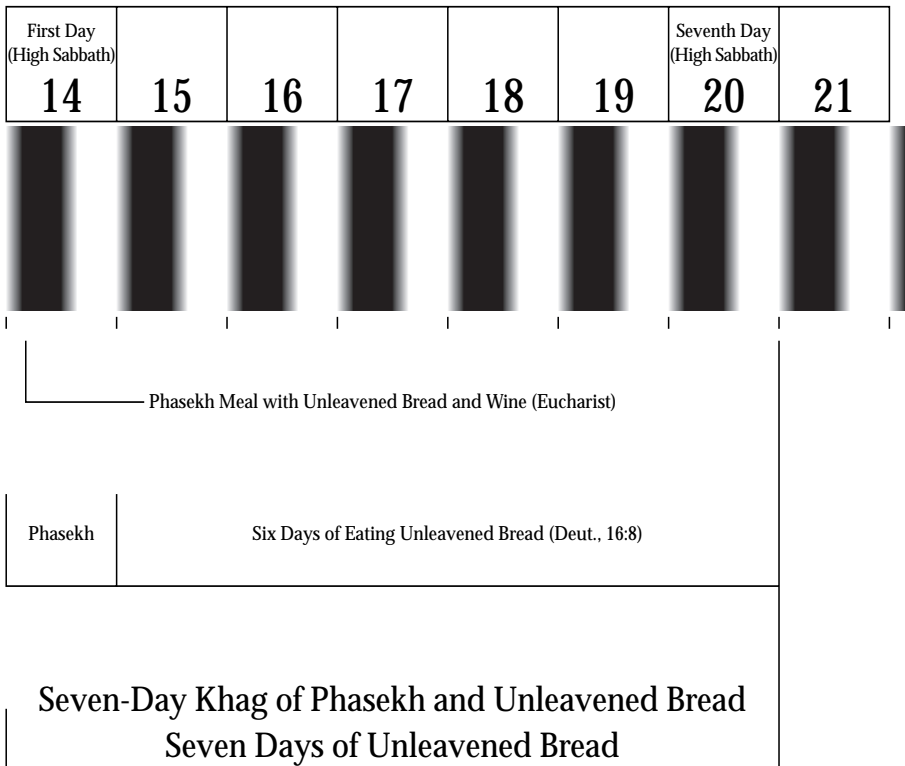 First Day
(High Sabbath)
Seventh Day
(High Sabbath)
14 15 16 17 18 19 20 21
Phasekh Meal with Unleavened Bread and Wine (Eucharist)
Phasekh
Six Days of Eating Unleavened Bread (Deut., 16:8)
Seven-Day Khag of Phasekh and Unleavened Bread
Seven Days of Unleavened Bread